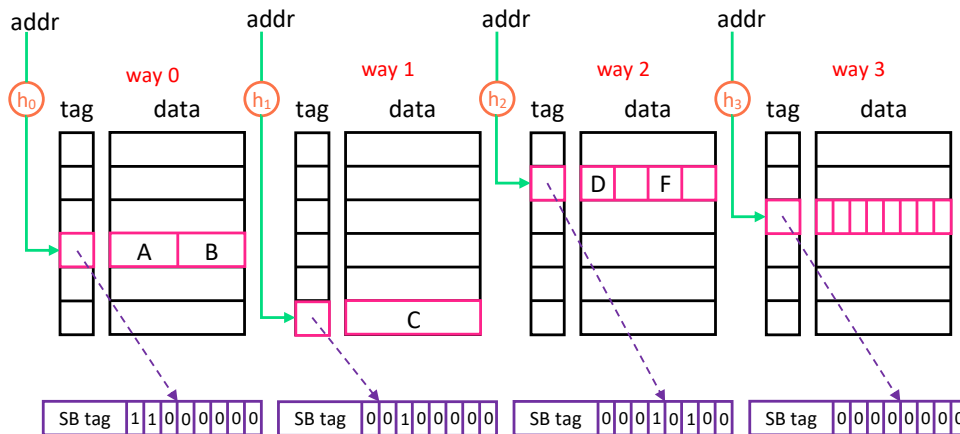 addr addr addr addr
way 0 way 1 way 2 way 3
h0 h1 h2 h3
tag data tag data tag data tag data
D F
A B
C
SB tag 1 1 0 0 0 0 0 0 SB tag 0 0 1 0 0 0 0 0 SB tag 0 0 0 1 0 1 0 0 SB tag 0 0 0 0 0 0 0 0